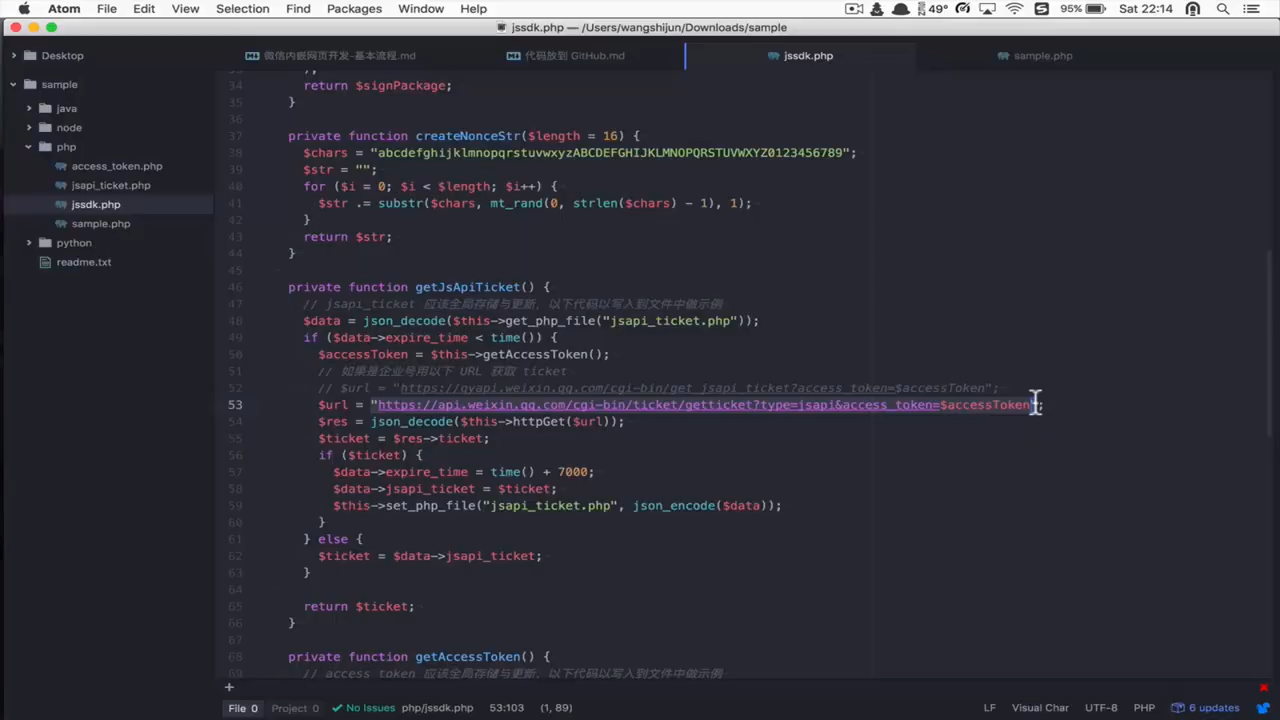 Atom File Edit View Selection Find Packages Window Help 49° 95% Sat 22:14
jssdk.php — /Users/wangshijun/Downloads/sample
Desktop
sample
java
node
php
access_token.php
jsapi_ticket.php
jssdk.php
sample.php
python
readme.txt
微信内嵌网页开发-基本流程.md 代码放到 GitHub.md jssdk.php sample.php
34 return $signPackage;
35 }
36
37 private function createNonceStr($length = 16) {
38 $chars = "abcdefghijklmnopqrstuvwxyzABCDEFGHIJKLMNOPQRSTUVWXYZ0123456789";
39 $str = "";
40 for ($i = 0; $i < $length; $i++) {
41 $str .= substr($chars, mt_rand(0, strlen($chars) - 1), 1);
42 }
43 return $str;
44 }
45
46 private function getJsApiTicket() {
47 // jsapi_ticket 应该全局存储与更新，以下代码以写入到文件中做示例
48 $data = json_decode($this->get_php_file("jsapi_ticket.php"));
49 if ($data->expire_time < time()) {
50 $accessToken = $this->getAccessToken();
51 // 如果是企业号用以下 URL 获取 ticket
52 // $url = "https://qyapi.weixin.qq.com/cgi-bin/get_jsapi_ticket?access_token=$accessToken";
53 $url = "https://api.weixin.qq.com/cgi-bin/ticket/getticket?type=jsapi&access_token=$accessToken";
54 $res = json_decode($this->httpGet($url));
55 $ticket = $res->ticket;
56 if ($ticket) {
57 $data->expire_time = time() + 7000;
58 $data->jsapi_ticket = $ticket;
59 $this->set_php_file("jsapi_ticket.php", json_encode($data));
60 }
61 } else {
62 $ticket = $data->jsapi_ticket;
63 }
64
65 return $ticket;
66 }
67
68 private function getAccessToken() {
69 // access_token 应该全局存储与更新，以下代码以写入到文件中做示例
+
File 0 Project 0 No Issues php/jssdk.php 53:103 (1, 89) LF Visual Char UTF-8 PHP 6 updates